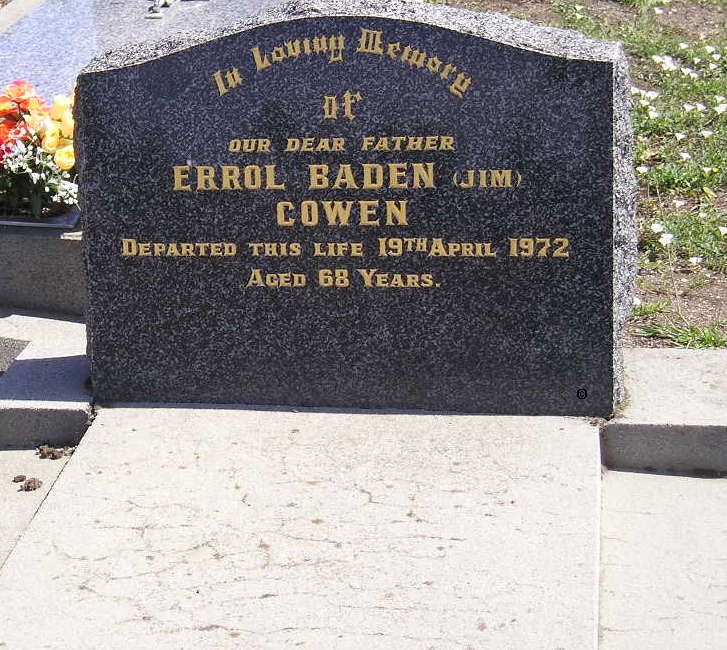 In Loving Memory
of
OUR DEAR FATHER
ERROL BADEN (JIM)
COWEN
DEPARTED THIS LIFE 19TH APRIL 1972
AGED 68 YEARS.